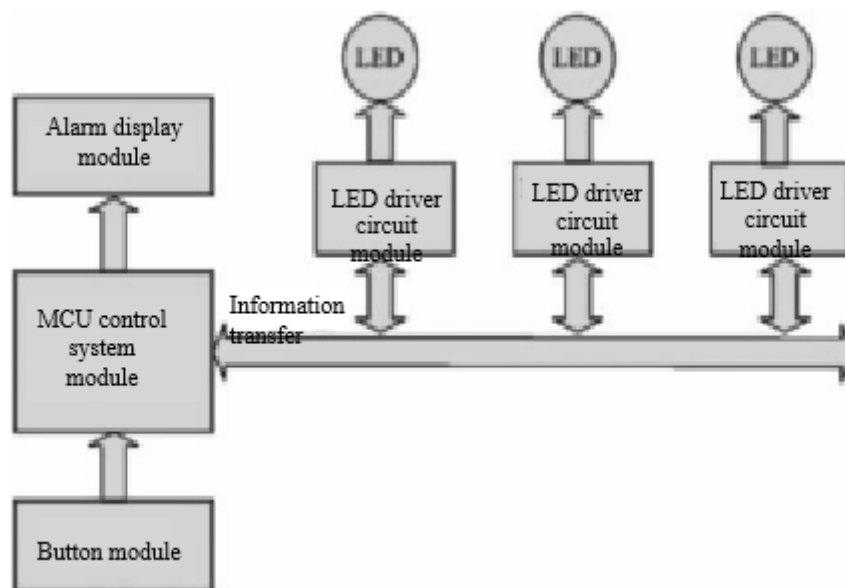 LED
LED
LED
Alarm display
module
LED driver
circuit
module
LED driver
circuit
module
LED driver
circuit
module
Information
transfer
MCU control
system
module
Button module